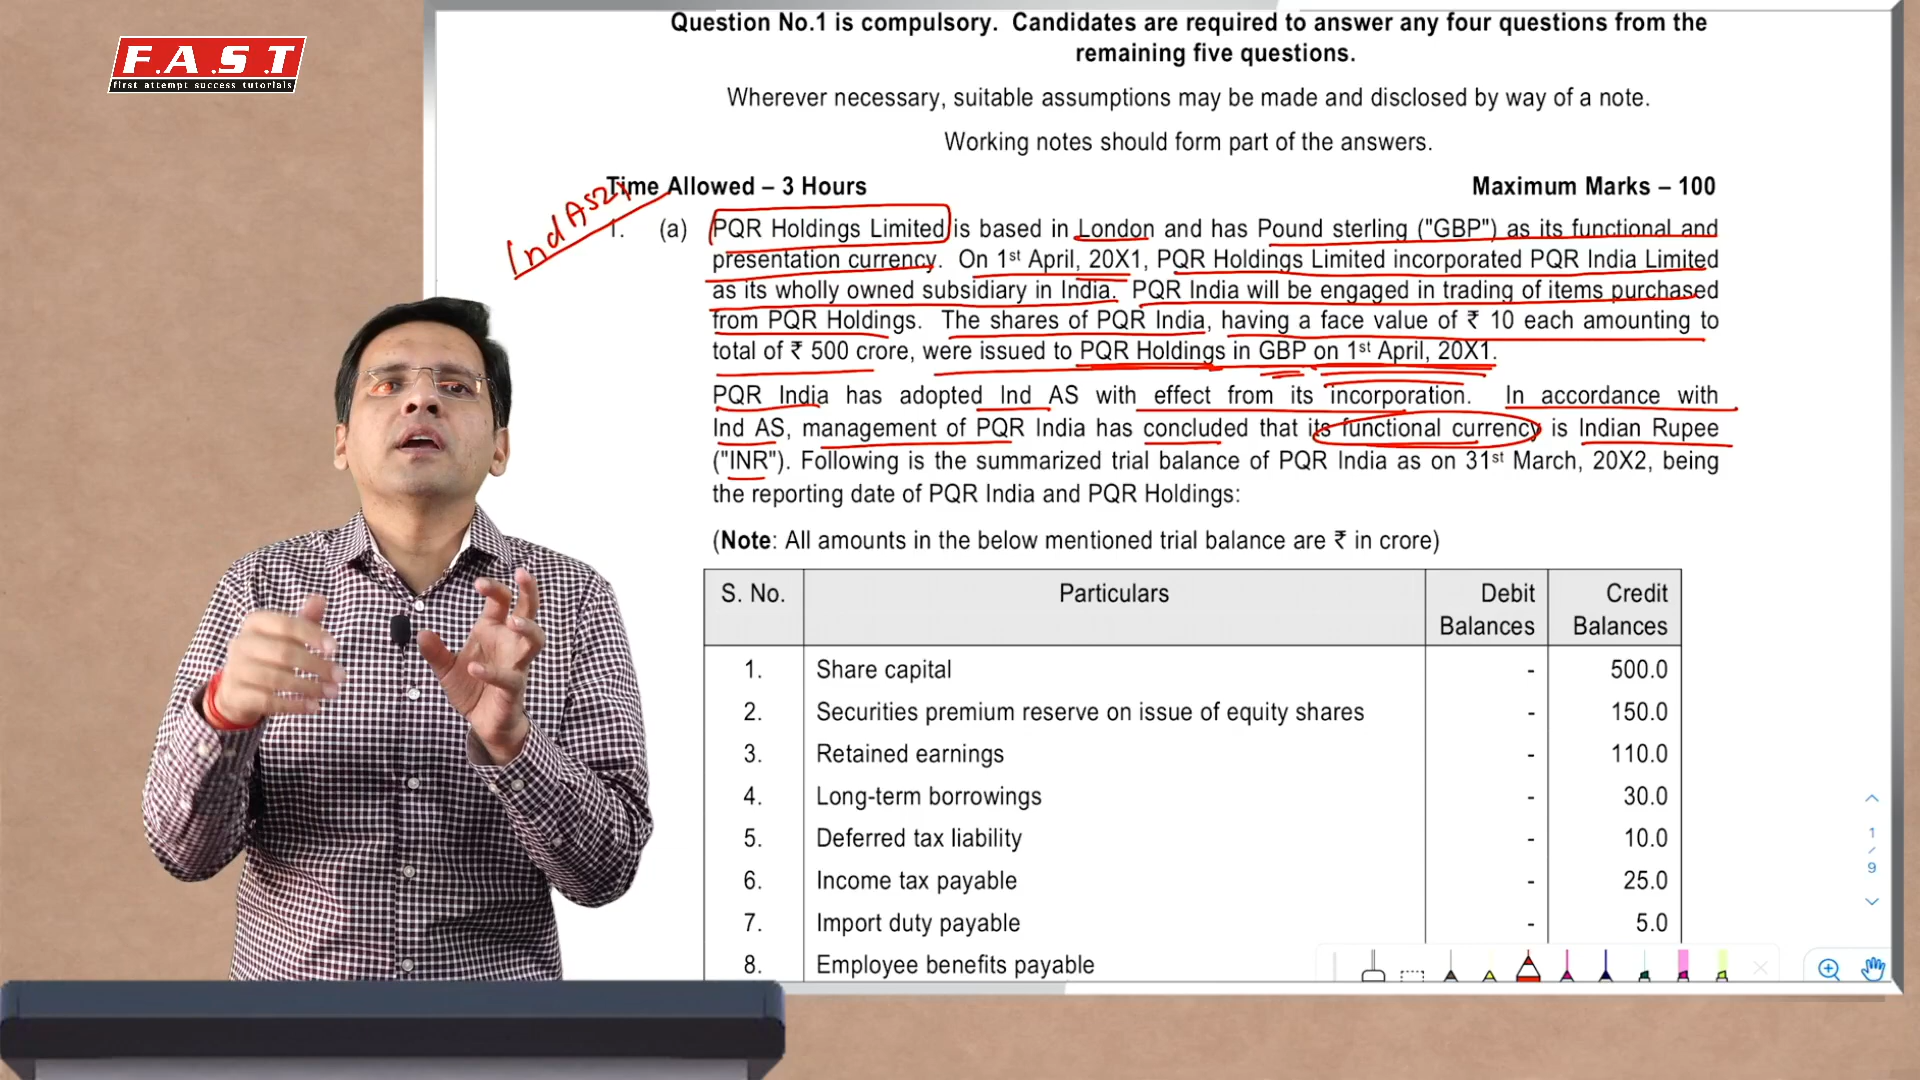 F.A.S.T
first attempt success tutorials
Question No.1 is compulsory. Candidates are required to answer any four questions from the
remaining five questions.
Wherever necessary, suitable assumptions may be made and disclosed by way of a note.
Working notes should form part of the answers.
Time Allowed – 3 Hours Maximum Marks – 100
Ind AS21
1. (a) PQR Holdings Limited is based in London and has Pound sterling ("GBP") as its functional and
presentation currency. On 1st April, 20X1, PQR Holdings Limited incorporated PQR India Limited
as its wholly owned subsidiary in India. PQR India will be engaged in trading of items purchased
from PQR Holdings. The shares of PQR India, having a face value of ₹ 10 each amounting to
total of ₹ 500 crore, were issued to PQR Holdings in GBP on 1st April, 20X1.
PQR India has adopted Ind AS with effect from its incorporation. In accordance with
Ind AS, management of PQR India has concluded that its functional currency is Indian Rupee
("INR"). Following is the summarized trial balance of PQR India as on 31st March, 20X2, being
the reporting date of PQR India and PQR Holdings:
(Note: All amounts in the below mentioned trial balance are ₹ in crore)
S. No. Particulars Debit Balances Credit Balances
1. Share capital - 500.0
2. Securities premium reserve on issue of equity shares - 150.0
3. Retained earnings - 110.0
4. Long-term borrowings - 30.0
5. Deferred tax liability - 10.0
6. Income tax payable - 25.0
7. Import duty payable - 5.0
8. Employee benefits payable
1
/
9